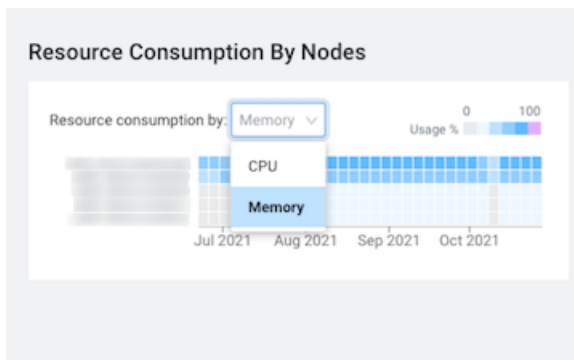 Resource Consumption By Nodes
Resource consumption by: Memory
0 100
Usage %
CPU
Memory
Jul 2021 Aug 2021 Sep 2021 Oct 2021